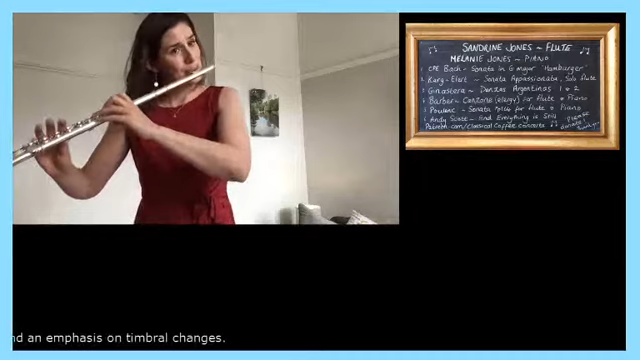 SANDRINE JONES ~ FLUTE
MELANIE JONES ~ PIANO
CPE Bach ~ Sonata in G major 'Hamburger'
Karg-Elert ~ Sonata Appassionata, Solo flute
Ginastera ~ Danzas Argentinas 1 & 2
Barber ~ Canzone (elegy) for flute & Piano
Poulenc ~ Sonata for flute & Piano
Andy Scott ~ And Everything is Still
Patreon.com/Classical Coffee concerts
Please
donate!
nd an emphasis on timbral changes.